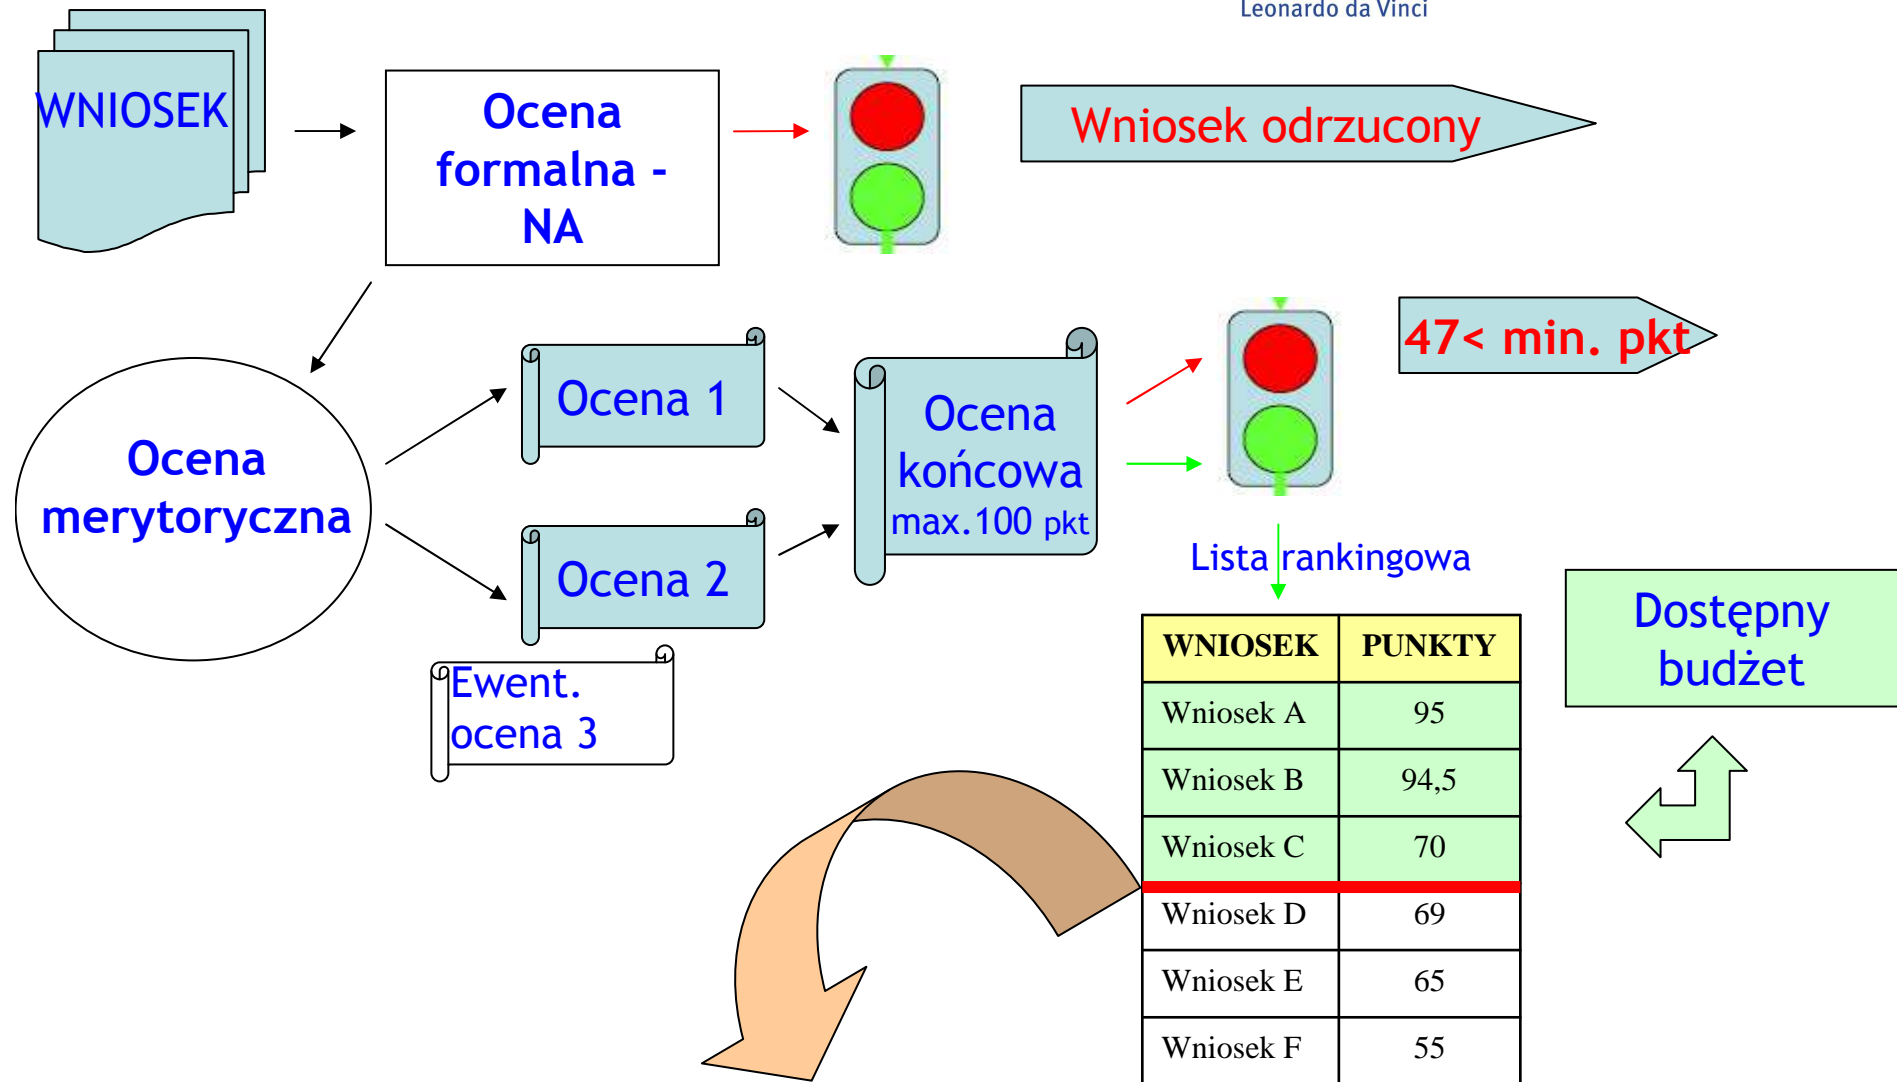 Leonardo da Vinci
WNIOSEK
Ocena
formalna -
NA
Wniosek odrzucony
47< min. pkt
Ocena
merytoryczna
Ocena 1
Ocena 2
Ewent.
ocena 3
Ocena
końcowa
max.100 pkt
Lista rankingowa
Dostępny
budżet
WNIOSEK PUNKTY
Wniosek A 95
Wniosek B 94,5
Wniosek C 70
Wniosek D 69
Wniosek E 65
Wniosek F 55